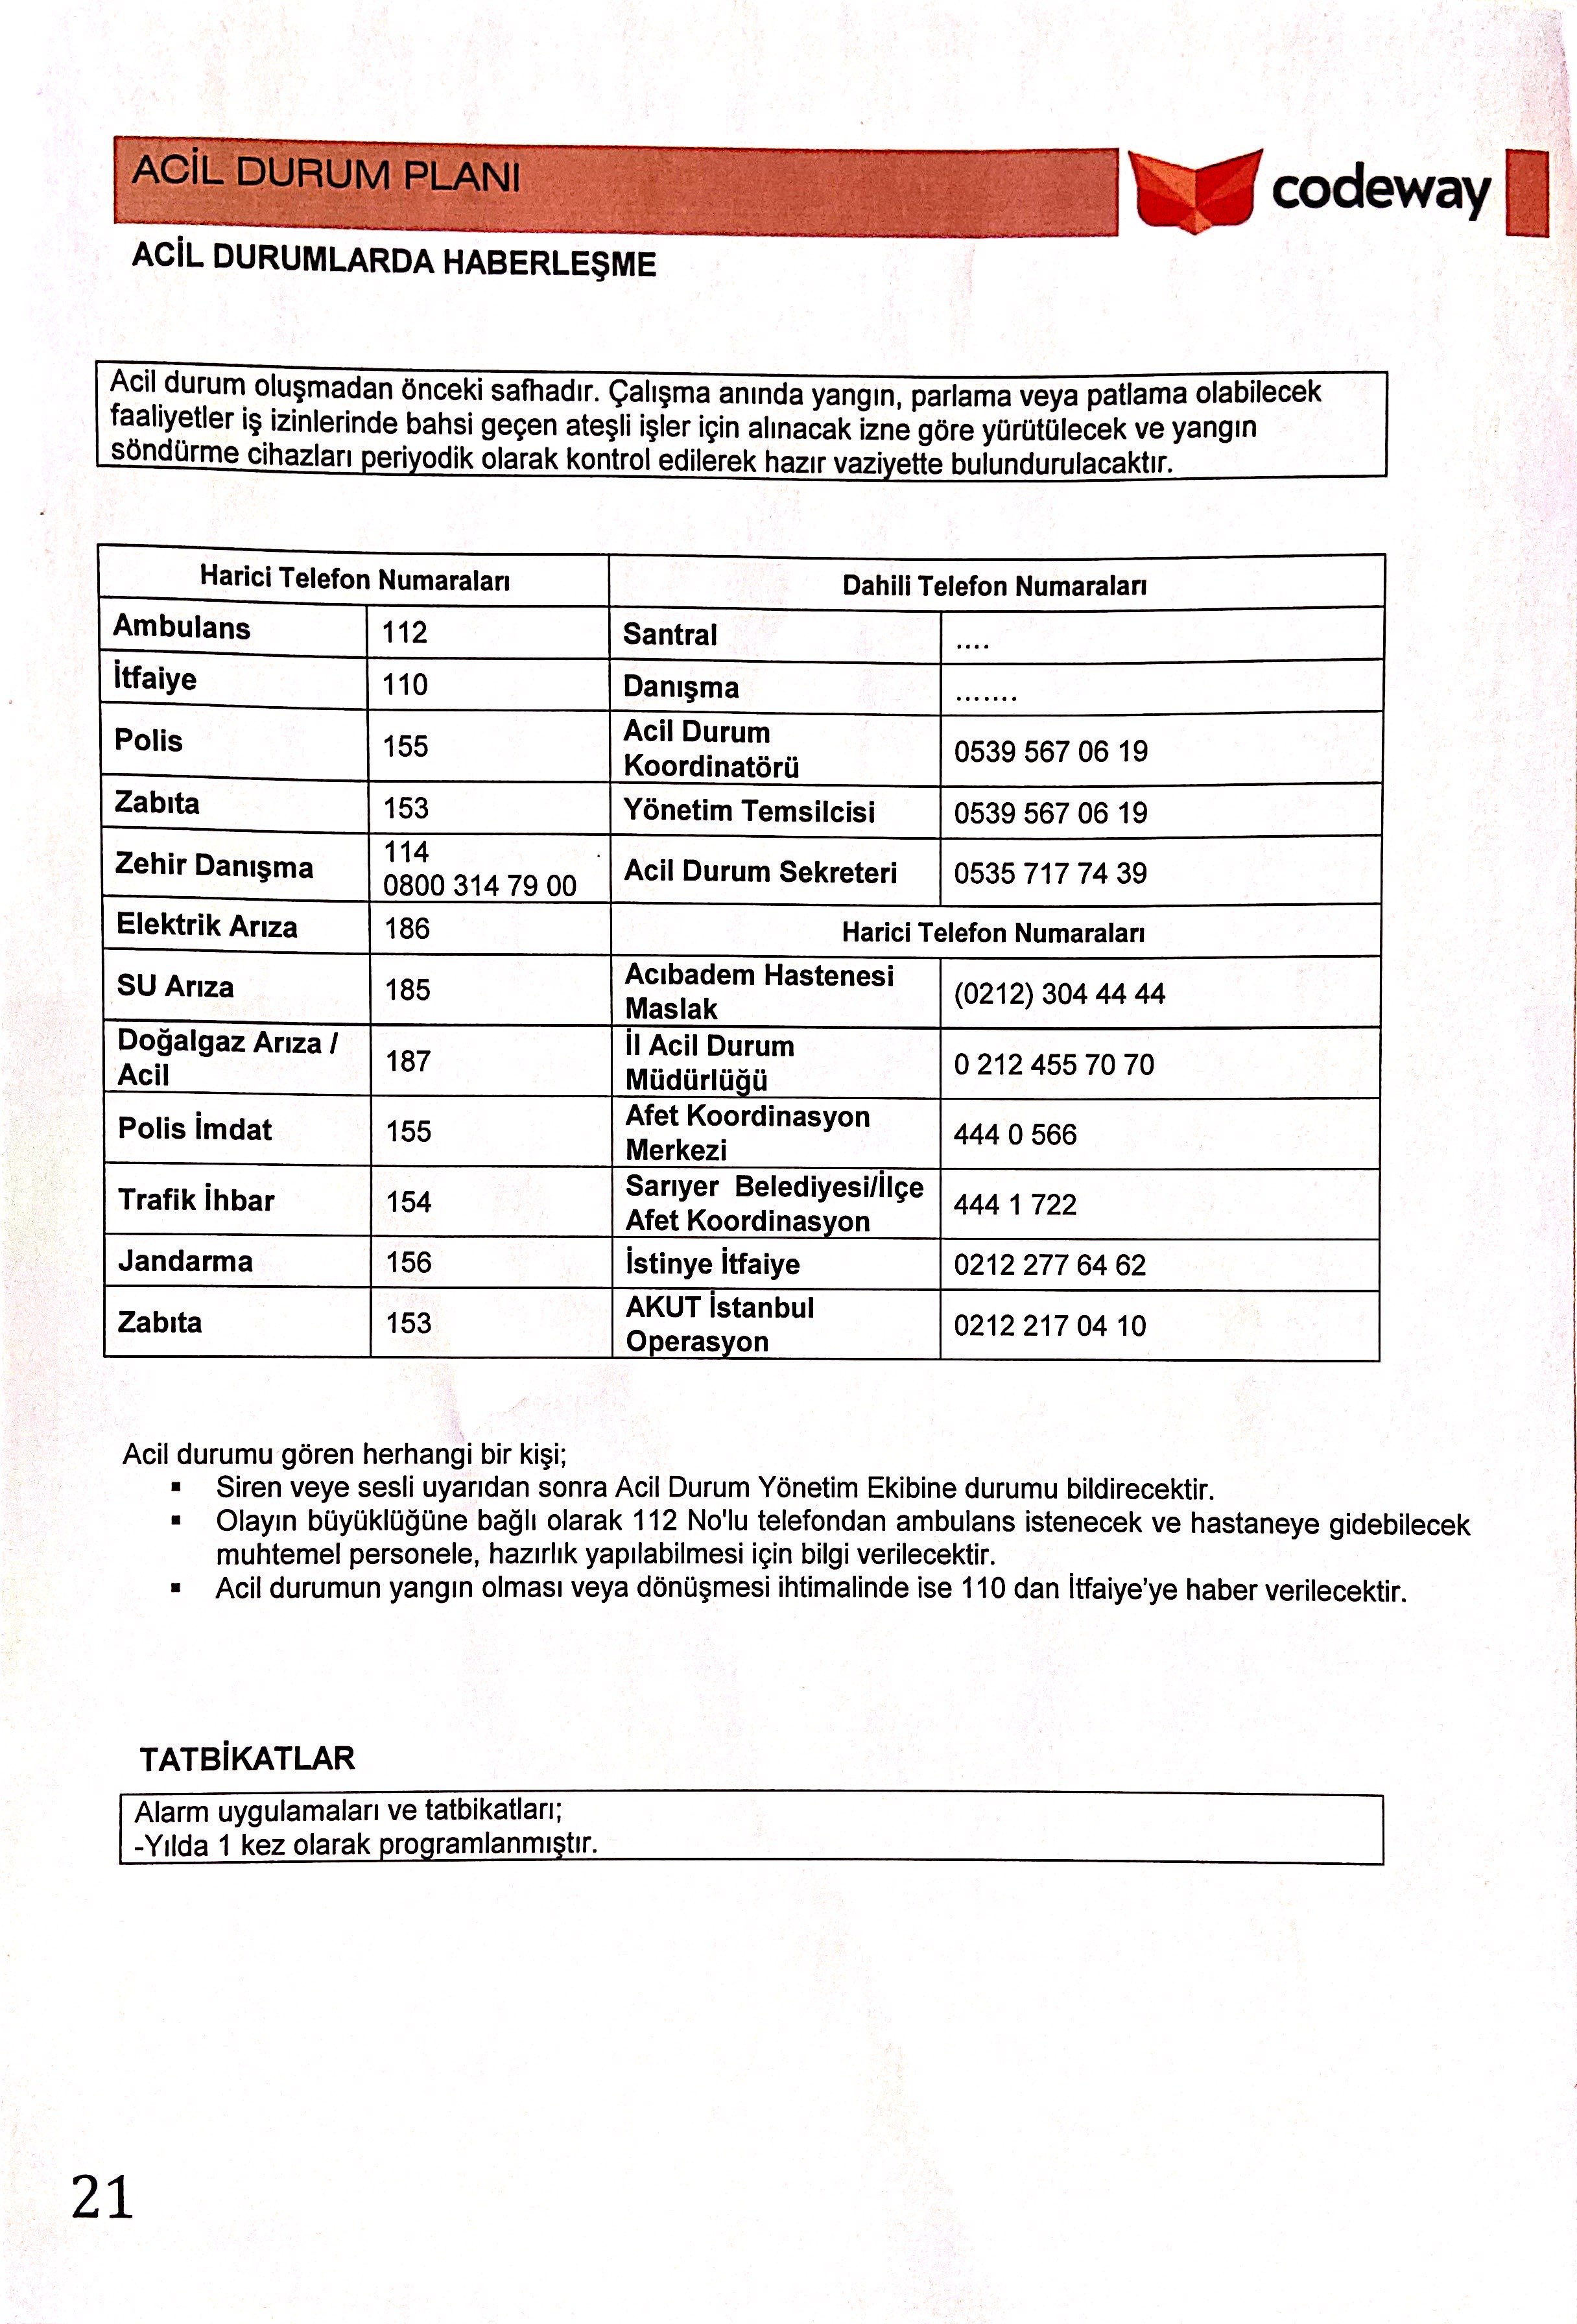 ACİL DURUM PLANI
codeway
ACİL DURUMLARDA HABERLEŞME
Acil durum oluşmadan önceki safhadır. Çalışma anında yangın, parlama veya patlama olabilecek
faaliyetler iş izinlerinde bahsi geçen ateşli işler için alınacak izne göre yürütülecek ve yangın
söndürme cihazları periyodik olarak kontrol edilerek hazır vaziyette bulundurulacaktır.
Harici Telefon Numaraları Dahili Telefon Numaraları
Ambulans 112 Santral ....
İtfaiye 110 Danışma .......
Polis 155 Acil Durum
Koordinatörü 0539 567 06 19
Zabıta 153 Yönetim Temsilcisi 0539 567 06 19
Zehir Danışma 114
0800 314 79 00 Acil Durum Sekreteri 0535 717 74 39
Elektrik Arıza 186 Harici Telefon Numaraları
SU Arıza 185 Acıbadem Hastenesi
Maslak (0212) 304 44 44
Doğalgaz Arıza /
Acil 187 İl Acil Durum
Müdürlüğü 0 212 455 70 70
Polis İmdat 155 Afet Koordinasyon
Merkezi 444 0 566
Trafik İhbar 154 Sarıyer Belediyesi/İlçe
Afet Koordinasyon 444 1 722
Jandarma 156 İstinye İtfaiye 0212 277 64 62
Zabıta 153 AKUT İstanbul
Operasyon 0212 217 04 10
Acil durumu gören herhangi bir kişi;
▪ Siren veye sesli uyarıdan sonra Acil Durum Yönetim Ekibine durumu bildirecektir.
▪ Olayın büyüklüğüne bağlı olarak 112 No'lu telefondan ambulans istenecek ve hastaneye gidebilecek
muhtemel personele, hazırlık yapılabilmesi için bilgi verilecektir.
▪ Acil durumun yangın olması veya dönüşmesi ihtimalinde ise 110 dan İtfaiye'ye haber verilecektir.
TATBİKATLAR
Alarm uygulamaları ve tatbikatları;
-Yılda 1 kez olarak programlanmıştır.
21